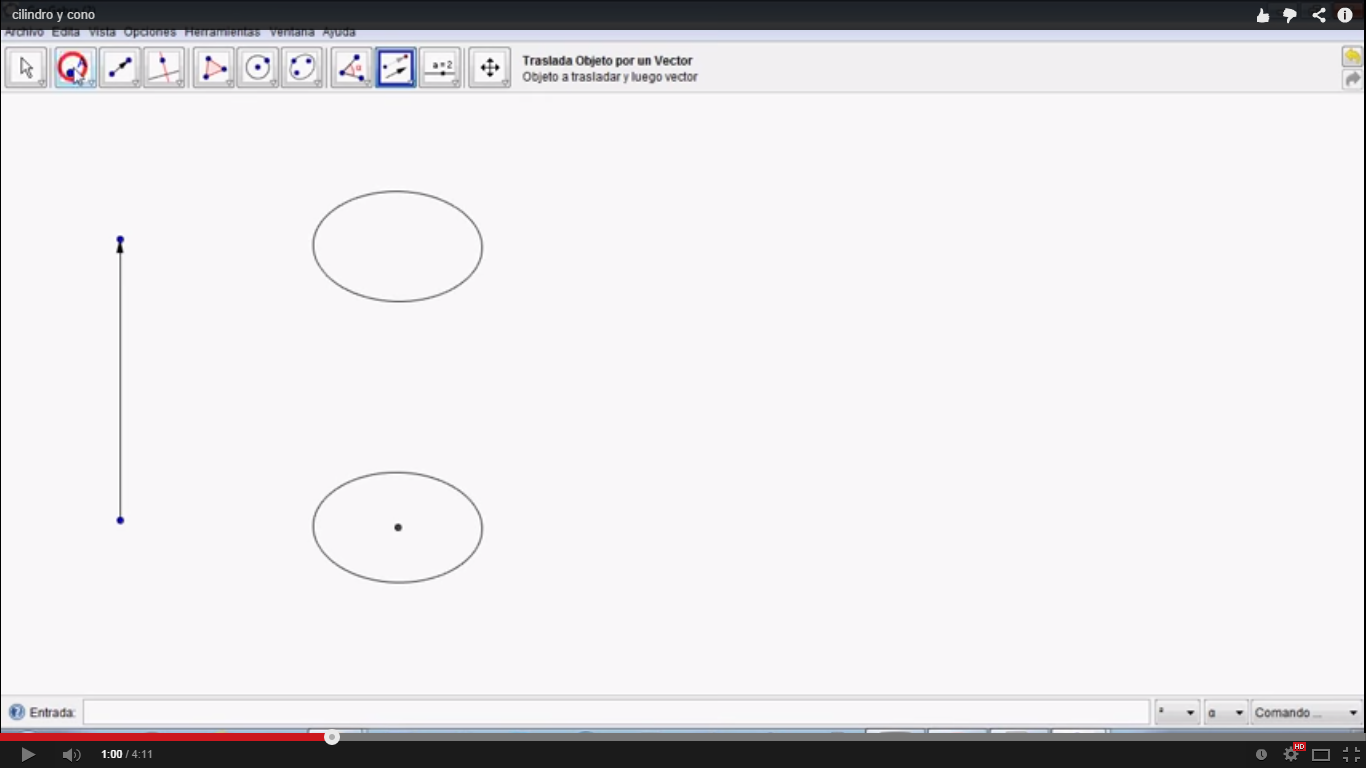 cilindro y cono
Archivo Edita Vista Opciones Herramientas Ventana Ayuda
a=2
Traslada Objeto por un Vector
Objeto a trasladar y luego vector
Entrada:
α
Comando ...
1:00 / 4:11
HD